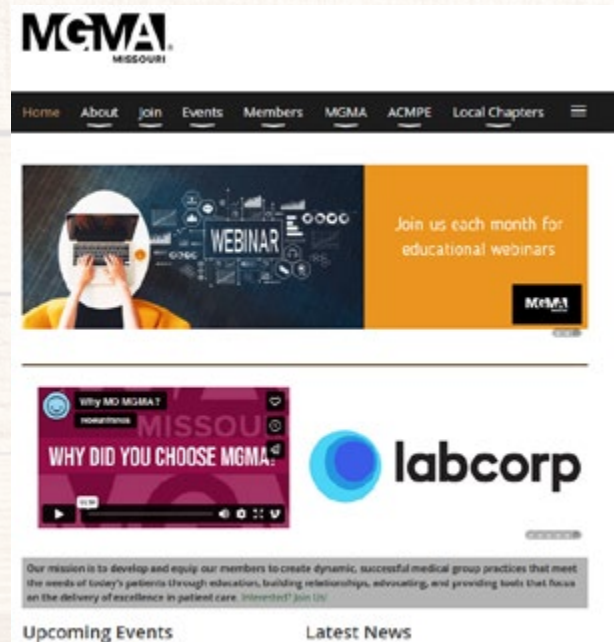 MGMA
MISSOURI
Home About Join Events Members MGMA ACMPE Local Chapters
WEBINAR
Join us each month for
educational webinars
MGMA
Why MO MGMA?
MISSOU
WHY DID YOU CHOOSE MGMA?
labcorp
Our mission is to develop and equip our members to create dynamic, successful medical group practices that meet
the needs of today's patients through education, building relationships, advocating, and providing tools that focus
on the delivery of excellence in patient care. Interested? Join Us!
Upcoming Events
Latest News